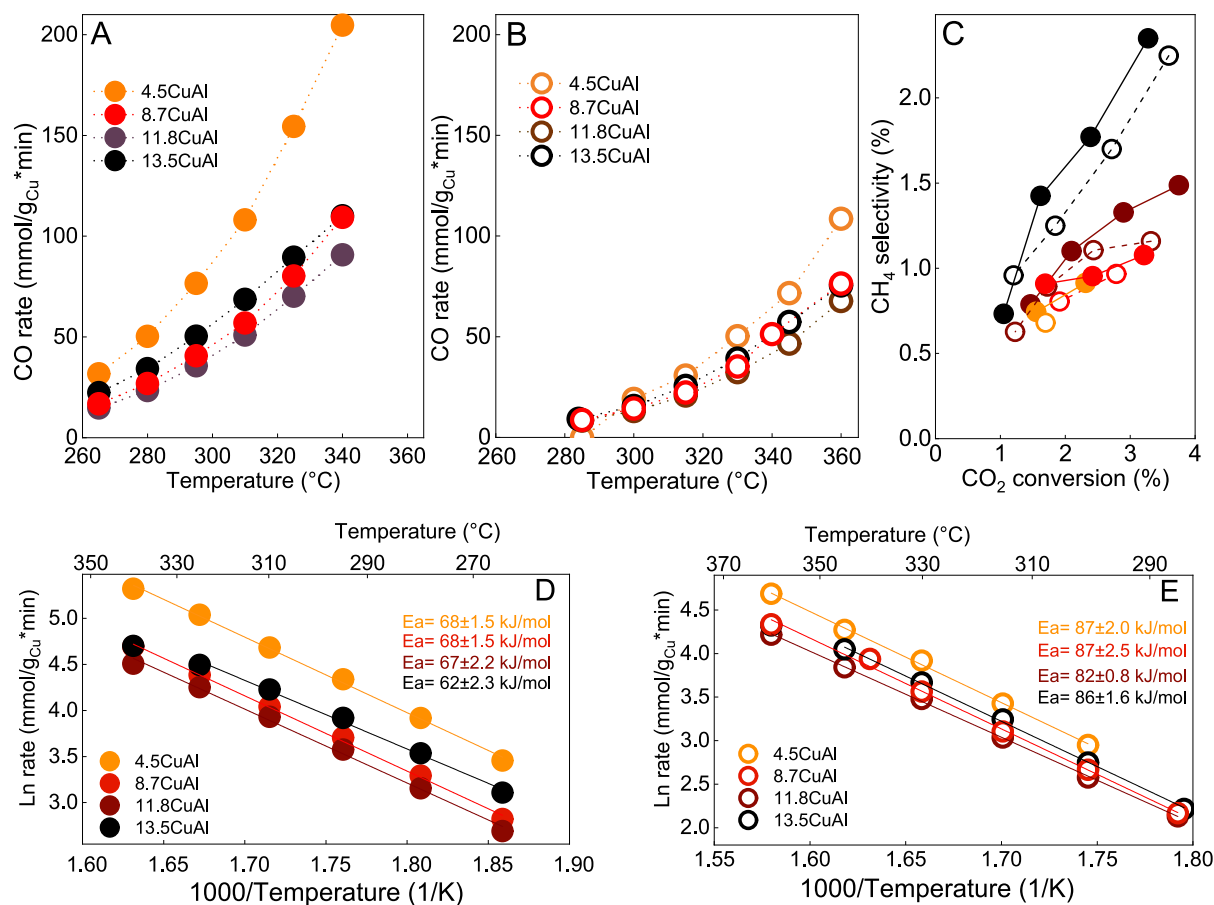 A
CO rate (mmol/gCu*min)
200
150
100
50
0
4.5CuAl
8.7CuAl
11.8CuAl
13.5CuAl
260 280 300 320 340 360
Temperature (°C)
B
CO rate (mmol/gCu*min)
200
150
100
50
0
4.5CuAl
8.7CuAl
11.8CuAl
13.5CuAl
260 280 300 320 340 360
Temperature (°C)
C
CH4 selectivity (%)
2.0
1.5
1.0
0.5
0.0
0 1 2 3 4
CO2 conversion (%)
Temperature (°C)
350 330 310 290 270
D
Ln rate (mmol/gCu*min)
5.0
4.5
4.0
3.5
3.0
Ea= 68±1.5 kJ/mol
Ea= 68±1.5 kJ/mol
Ea= 67±2.2 kJ/mol
Ea= 62±2.3 kJ/mol
4.5CuAl
8.7CuAl
11.8CuAl
13.5CuAl
1.60 1.65 1.70 1.75 1.80 1.85 1.90
1000/Temperature (1/K)
Temperature (°C)
370 350 330 310 290
E
Ln rate (mmol/gCu*min)
4.5
4.0
3.5
3.0
2.5
2.0
Ea= 87±2.0 kJ/mol
Ea= 87±2.5 kJ/mol
Ea= 82±0.8 kJ/mol
Ea= 86±1.6 kJ/mol
4.5CuAl
8.7CuAl
11.8CuAl
13.5CuAl
1.55 1.60 1.65 1.70 1.75 1.80
1000/Temperature (1/K)